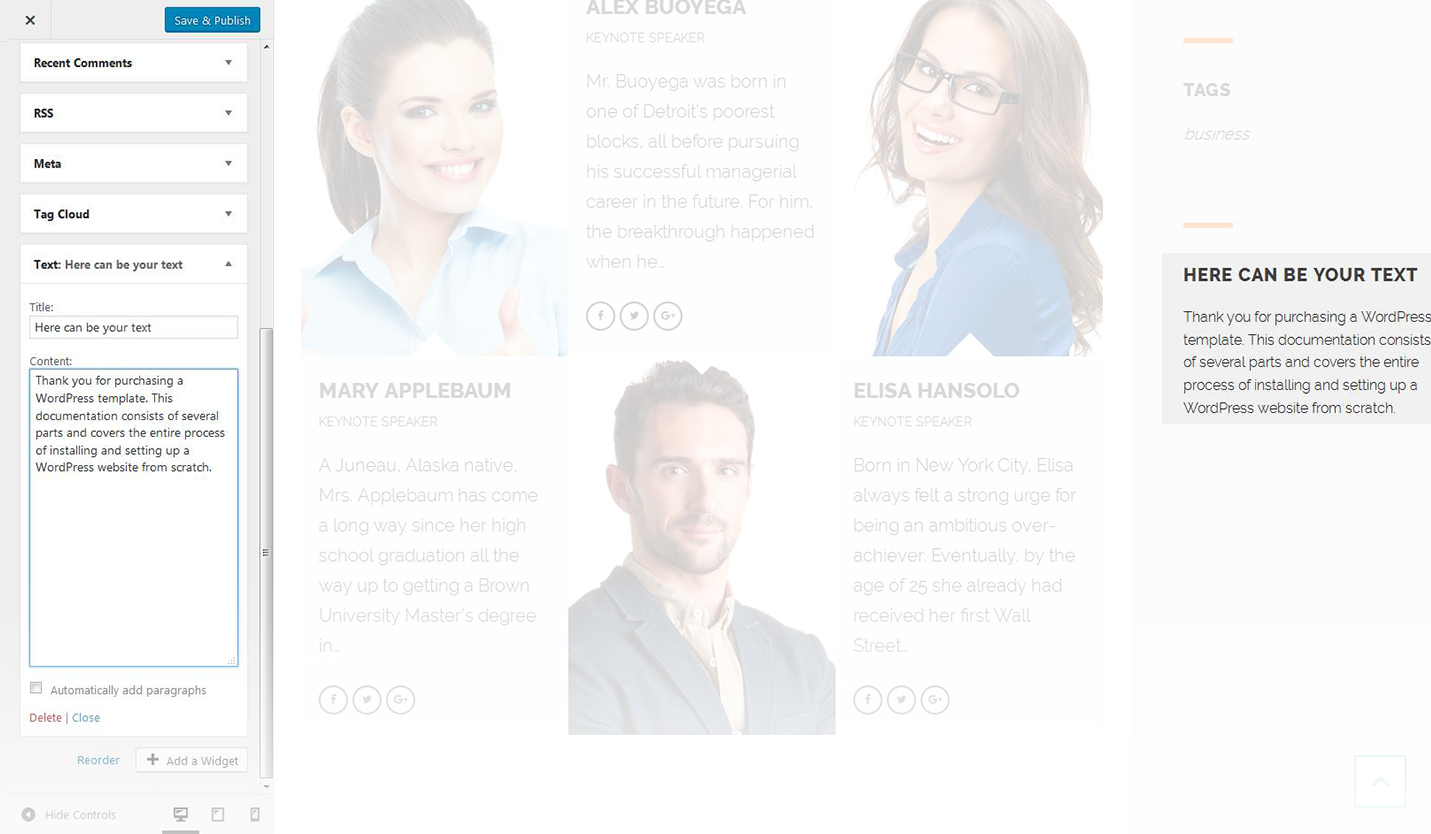 Save & Publish
Recent Comments
RSS
Meta
Tag Cloud
Text: Here can be your text
Title:
Here can be your text
Content:
Thank you for purchasing a
WordPress template. This
documentation consists of several
parts and covers the entire process
of installing and setting up a
WordPress website from scratch.
Automatically add paragraphs
Delete | Close
Reorder
Add a Widget
Hide Controls
ALEX BUOYEGA
KEYNOTE SPEAKER
Mr. Buoyega was born in
one of Detroit's poorest
blocks, all before pursuing
his successful managerial
career in the future. For him,
the breakthrough happened
when he...
MARY APPLEBAUM
KEYNOTE SPEAKER
A Juneau, Alaska native,
Mrs. Applebaum has come
a long way since her high
school graduation all the
way up to getting a Brown
University Master's degree
in...
ELISA HANSOLO
KEYNOTE SPEAKER
Born in New York City, Elisa
always felt a strong urge for
being an ambitious over-
achiever. Eventually, by the
age of 25 she already had
received her first Wall
Street...
TAGS
business
HERE CAN BE YOUR TEXT
Thank you for purchasing a WordPress
template. This documentation consists
of several parts and covers the entire
process of installing and setting up a
WordPress website from scratch.